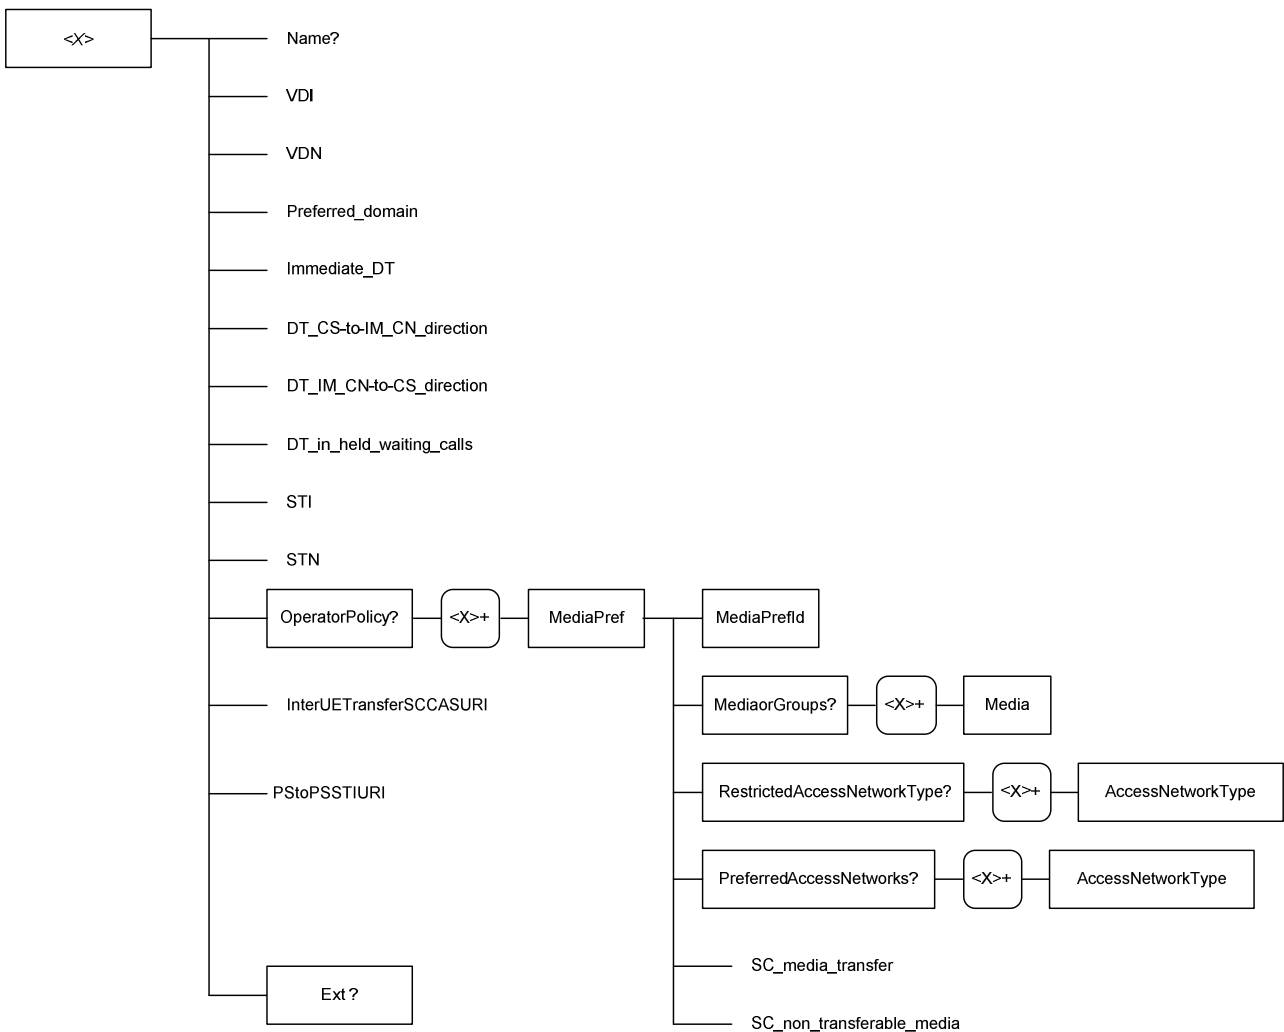 <X>
Name?
VDI
VDN
Preferred_domain
Immediate_DT
DT_CS-to-IM_CN_direction
DT_IM_CN-to-CS_direction
DT_in_held_waiting_calls
STI
STN
OperatorPolicy? <X>+ MediaPref MediaPrefId
InterUETransferSCCASURI MediaorGroups? <X>+ Media
PStoPSSTIURI RestrictedAccessNetworkType? <X>+ AccessNetworkType
PreferredAccessNetworks? <X>+ AccessNetworkType
SC_media_transfer
Ext ?
SC_non_transferable_media